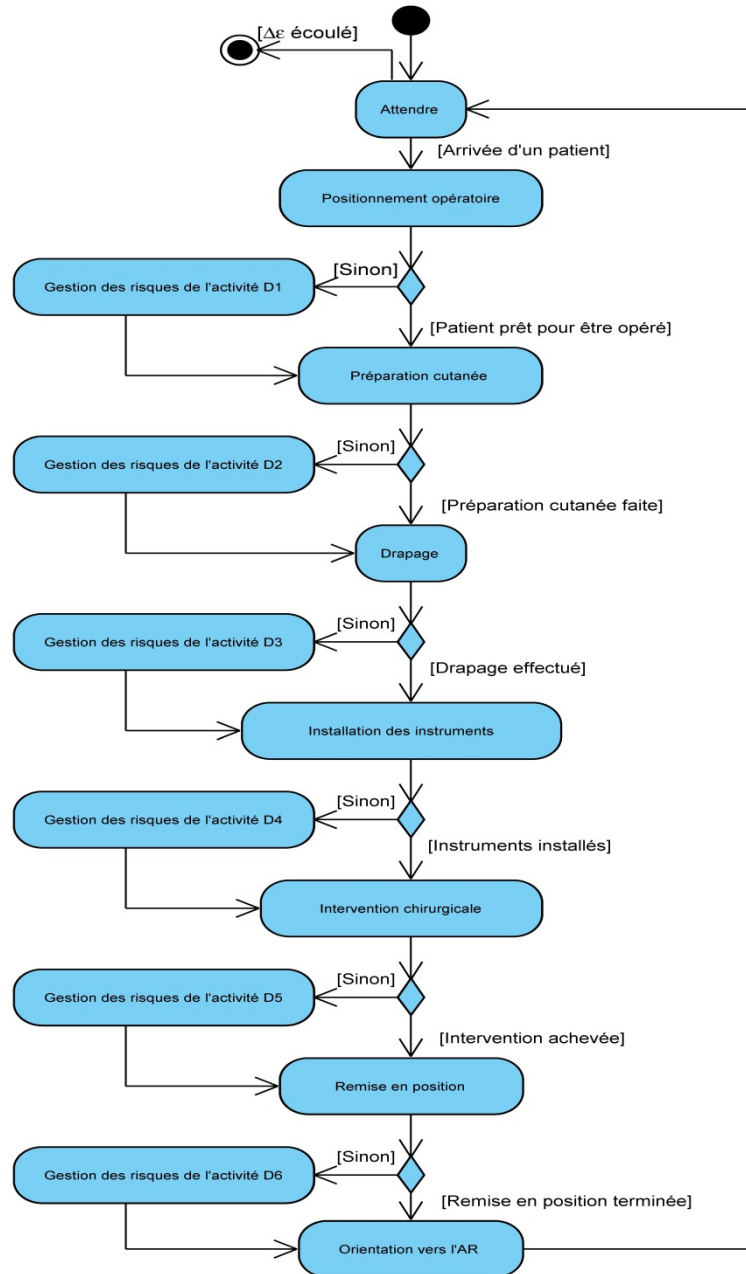 [Δε écoulé]
Attendre
[Arrivée d'un patient]
Positionnement opératoire
[Sinon]
Gestion des risques de l'activité D1
[Patient prêt pour être opéré]
Préparation cutanée
[Sinon]
Gestion des risques de l'activité D2
[Préparation cutanée faite]
Drapage
[Sinon]
Gestion des risques de l'activité D3
[Drapage effectué]
Installation des instruments
[Sinon]
Gestion des risques de l'activité D4
[Instruments installés]
Intervention chirurgicale
[Sinon]
Gestion des risques de l'activité D5
[Intervention achevée]
Remise en position
[Sinon]
Gestion des risques de l'activité D6
[Remise en position terminée]
Orientation vers l'AR